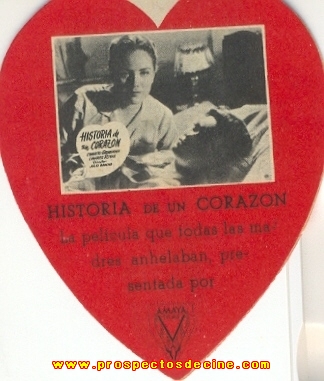 HISTORIA de
un CORAZON
HISTORIA DE UN CORAZON
La película que todas las ma-
dres anhelaban, pre-
sentada por
AMAYA
www.prospectosdecine.com